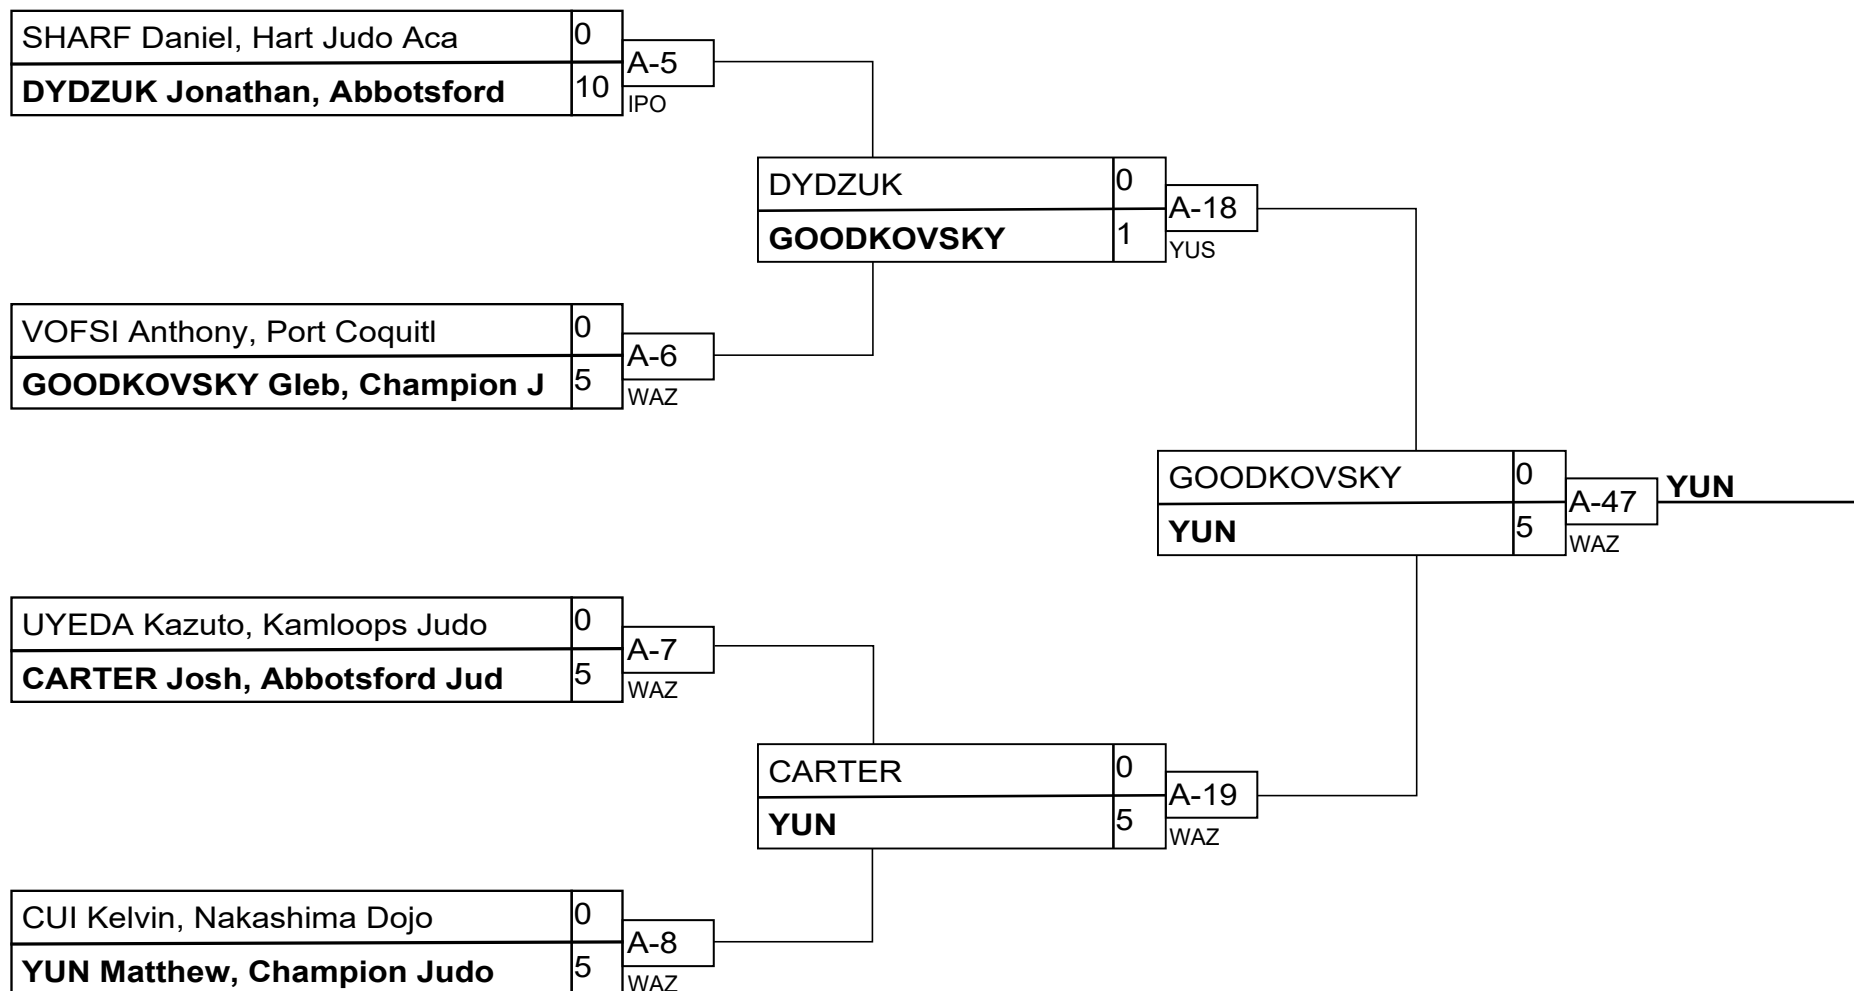 SHARF Daniel, Hart Judo Aca 0
DYDZUK Jonathan, Abbotsford 10
A-5
IPO
DYDZUK 0
GOODKOVSKY 1
A-18
YUS
VOFSI Anthony, Port Coquitl 0
GOODKOVSKY Gleb, Champion J 5
A-6
WAZ
GOODKOVSKY 0
YUN 5
A-47
WAZ
YUN
UYEDA Kazuto, Kamloops Judo 0
CARTER Josh, Abbotsford Jud 5
A-7
WAZ
CARTER 0
YUN 5
A-19
WAZ
CUI Kelvin, Nakashima Dojo 0
YUN Matthew, Champion Judo 5
A-8
WAZ